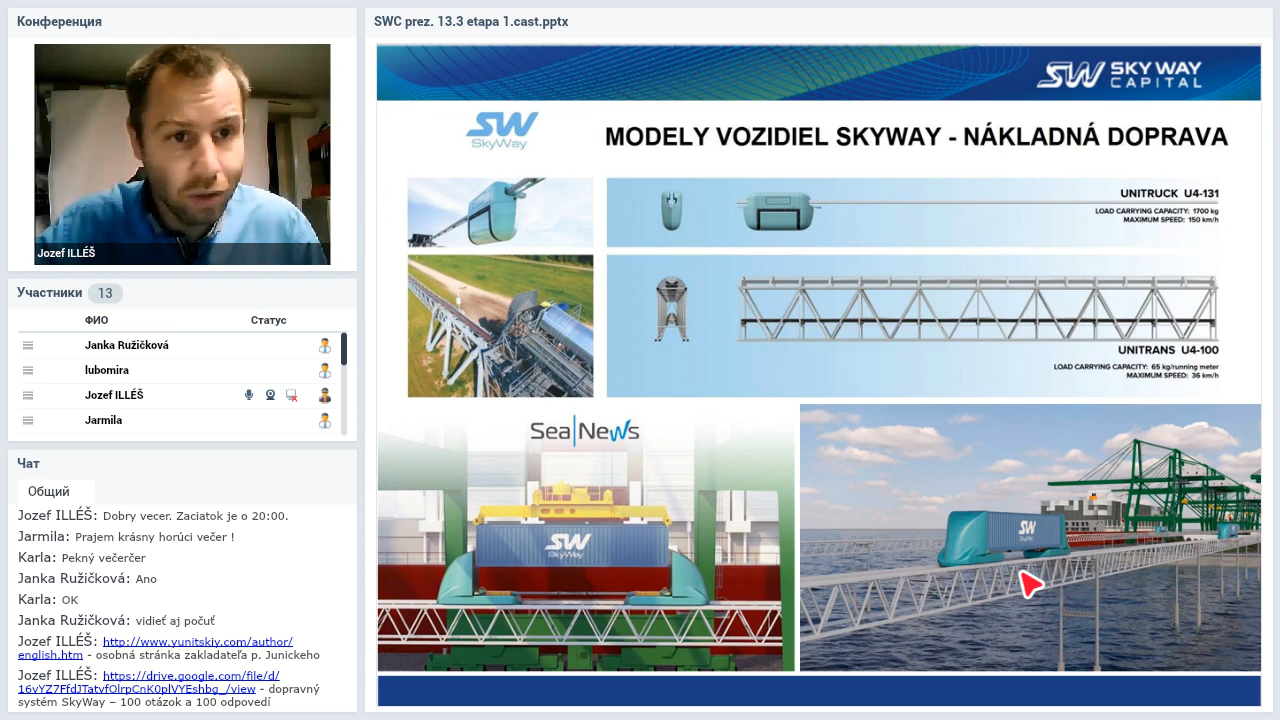 Конференция
Jozef ILLÉŠ
Участники 13
ФИО Статус
Janka Ružičková
lubomira
Jozef ILLÉŠ
Jarmila
Чат
Общий
Jozef ILLÉŠ: Dobry vecer. Zaciatok je o 20:00.
Jarmila: Prajem krásny horúci večer !
Karla: Pekný večerčer
Janka Ružičková: Ano
Karla: OK
Janka Ružičková: vidieť aj počuť
Jozef ILLÉŠ: http://www.yunitskiy.com/author/
english.htm - osobná stránka zakladateľa p. Junickeho
Jozef ILLÉŠ: https://drive.google.com/file/d/
16vYZ7FfdJTatvfOlrpCnK0plVYEshbg_/view - dopravný
systém SkyWay – 100 otázok a 100 odpovedí
SWC prez. 13.3 etapa 1.cast.pptx
SW SKY WAY
CAPITAL
SW
SkyWay
MODELY VOZIDIEL SKYWAY - NÁKLADNÁ DOPRAVA
UNITRUCK U4-131
LOAD CARRYING CAPACITY: 1700 kg
MAXIMUM SPEED: 150 km/h
UNITRANS U4-100
LOAD CARRYING CAPACITY: 65 kg/running meter
MAXIMUM SPEED: 36 km/h
Sea|News
SW
SkyWay
SW
SkyWay